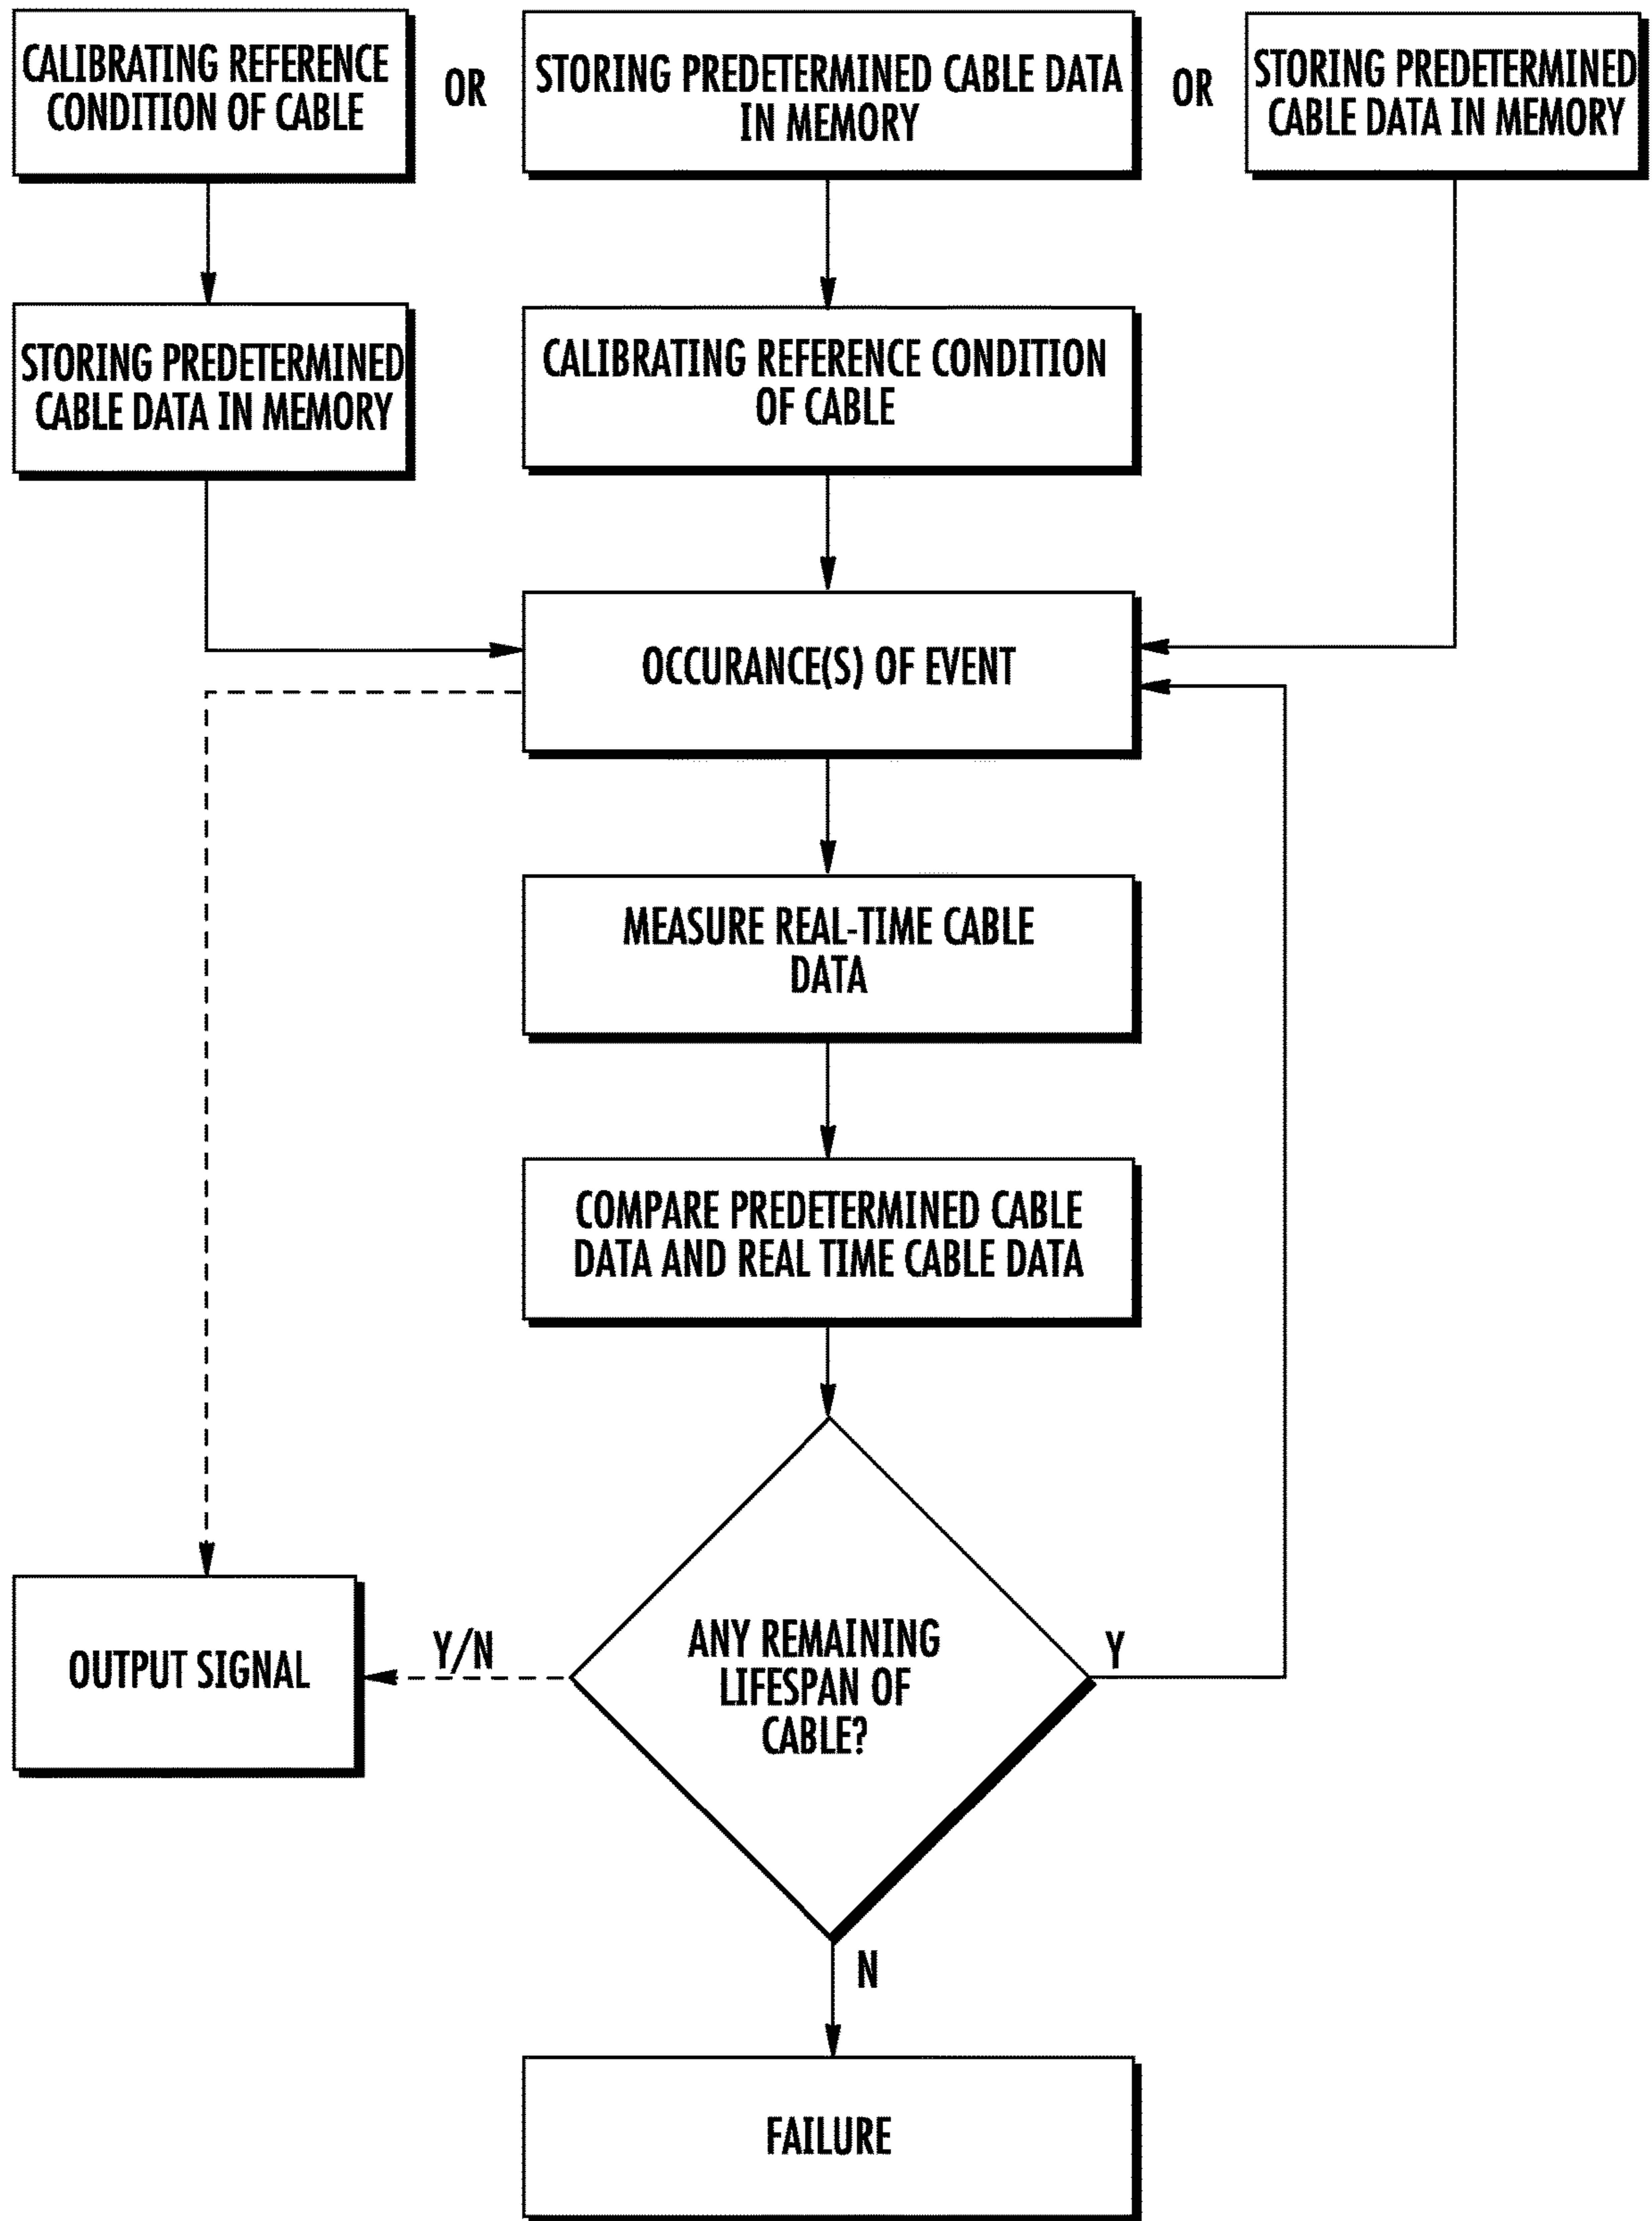 CALIBRATING REFERENCE
CONDITION OF CABLE
OR
STORING PREDETERMINED CABLE DATA
IN MEMORY
OR
STORING PREDETERMINED
CABLE DATA IN MEMORY
STORING PREDETERMINED
CABLE DATA IN MEMORY
CALIBRATING REFERENCE CONDITION
OF CABLE
OCCURANCE(S) OF EVENT
MEASURE REAL-TIME CABLE
DATA
COMPARE PREDETERMINED CABLE
DATA AND REAL TIME CABLE DATA
OUTPUT SIGNAL
Y/N
ANY REMAINING
LIFESPAN OF
CABLE?
Y
N
FAILURE